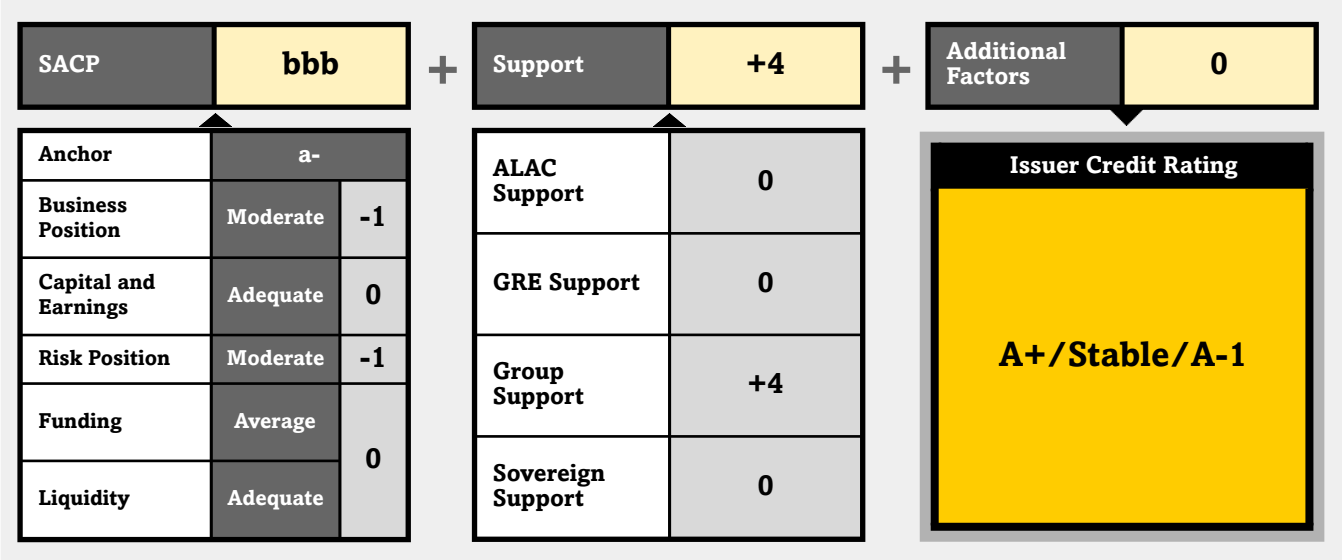 SACP
bbb
+
Support
+4
+
Additional
Factors
0
Anchor
a-
Business
Position
Moderate
-1
Capital and
Earnings
Adequate
0
Risk Position
Moderate
-1
Funding
Average
Liquidity
Adequate
0
ALAC
Support
0
GRE Support
0
Group
Support
+4
Sovereign
Support
0
Issuer Credit Rating
A+/Stable/A-1